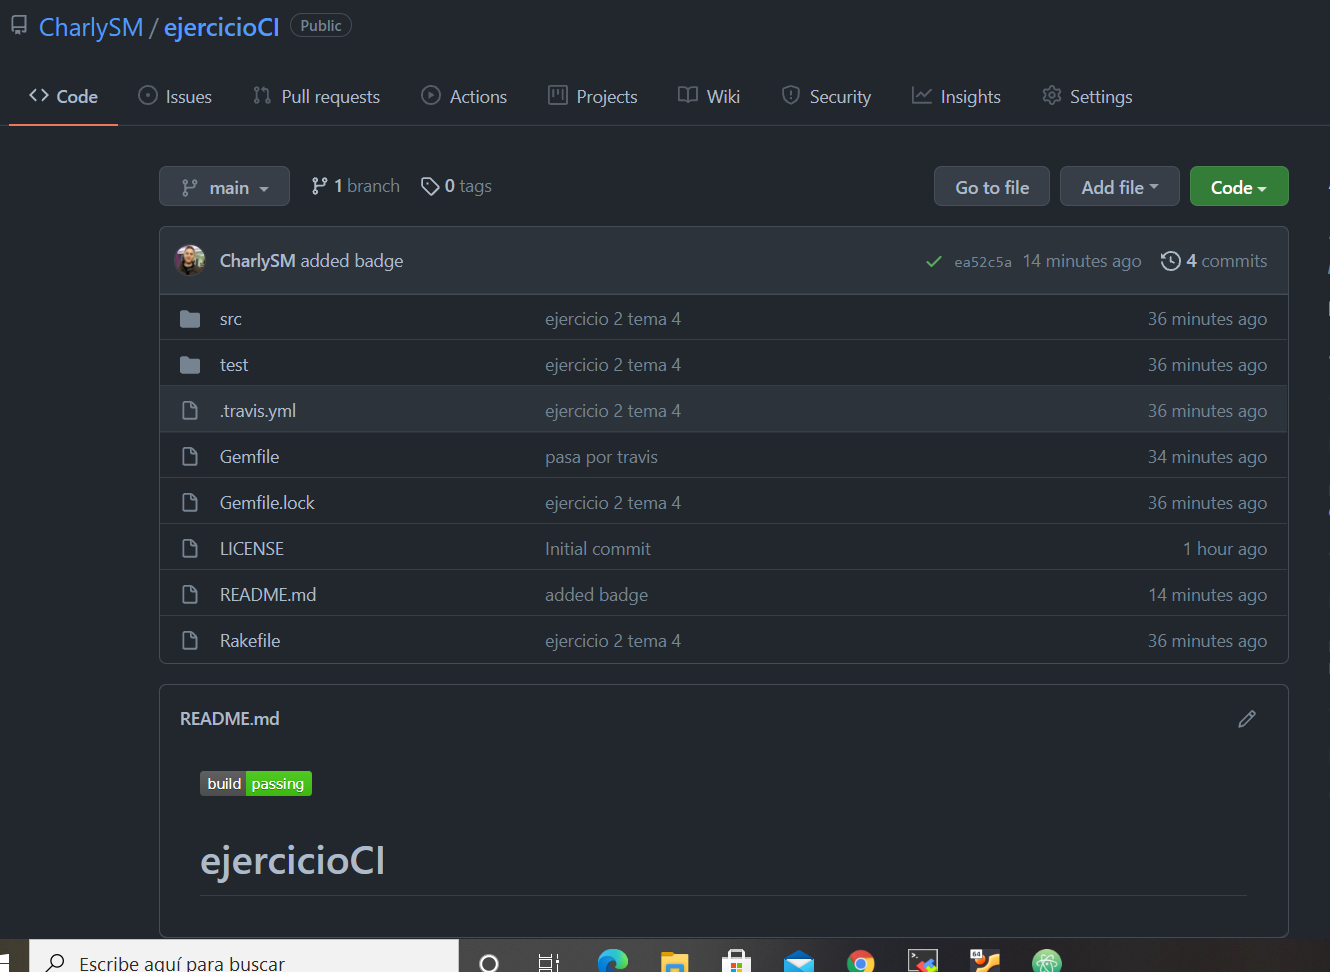 CharlySM / ejercicioCI Public
Code Issues Pull requests Actions Projects Wiki Security Insights Settings
main 1 branch 0 tags Go to file Add file Code
CharlySM added badge ea52c5a 14 minutes ago 4 commits
src ejercicio 2 tema 4 36 minutes ago
test ejercicio 2 tema 4 36 minutes ago
.travis.yml ejercicio 2 tema 4 36 minutes ago
Gemfile pasa por travis 34 minutes ago
Gemfile.lock ejercicio 2 tema 4 36 minutes ago
LICENSE Initial commit 1 hour ago
README.md added badge 14 minutes ago
Rakefile ejercicio 2 tema 4 36 minutes ago
README.md
build passing
ejercicioCI
Escribe aquí para buscar
64